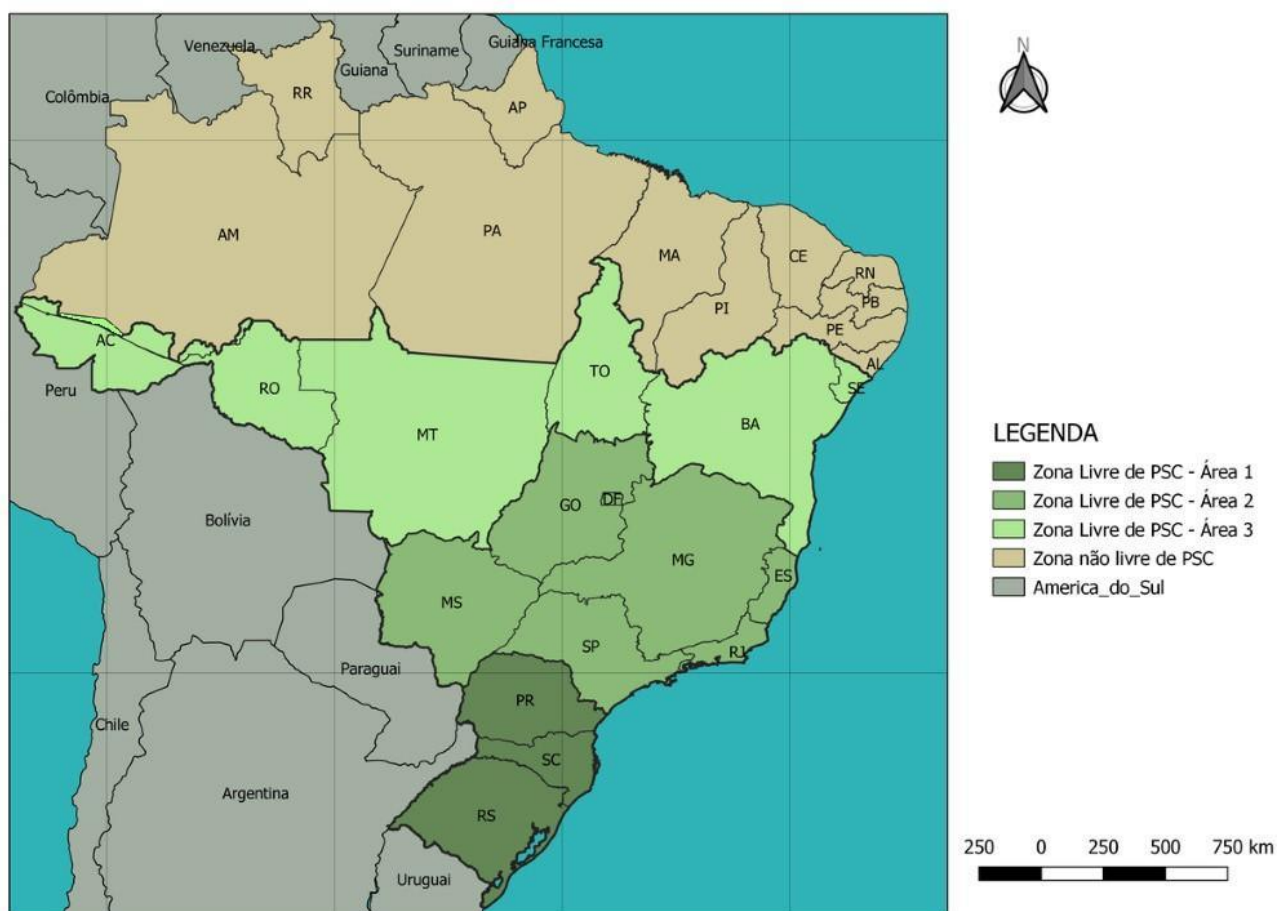 N
Venezuela
Suriname
Guiana Francesa
Guiana
Colômbia
RR
AP
AM
PA
MA
CE
RN
PB
PI
PE
AL
SE
AC
RO
TO
BA
MT
Peru
Bolívia
GO
DF
MG
ES
MS
SP
RJ
Paraguai
PR
SC
Chile
Argentina
RS
Uruguai
LEGENDA
Zona Livre de PSC - Área 1
Zona Livre de PSC - Área 2
Zona Livre de PSC - Área 3
Zona não livre de PSC
America_do_Sul
250 0 250 500 750 km